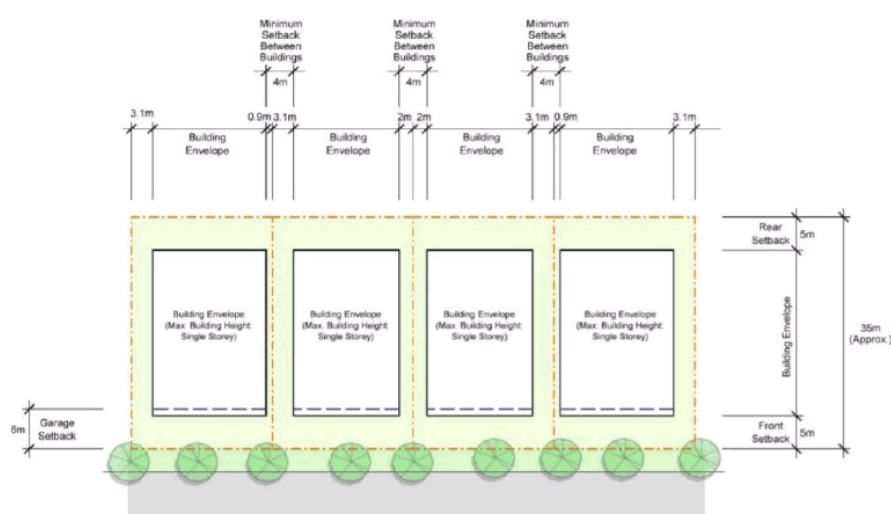 Minimum
Setback
Between
Buildings
Minimum
Setback
Between
Buildings
Minimum
Setback
Between
Buildings
4m
4m
4m
3.1m
0.9m
3.1m
2m
2m
3.1m
0.9m
3.1m
Building
Envelope
Building
Envelope
Building
Envelope
Building
Envelope
Rear
Setback
5m
Building Envelope
(Max. Building Height:
Single Storey)
Building Envelope
(Max. Building Height:
Single Storey)
Building Envelope
(Max. Building Height:
Single Storey)
Building Envelope
(Max. Building Height:
Single Storey)
Building Envelope
35m
(Approx.)
6m
Garage
Setback
Front
Setback
5m